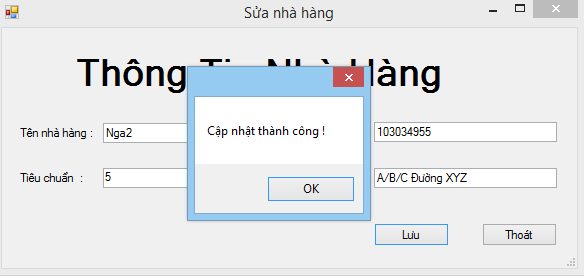 Sửa nhà hàng
Thông Tin Nhà Hàng
Cập nhật thành công !
Tên nhà hàng : Nga2 103034955
Tiêu chuẩn : 5 A/B/C Đường XYZ
OK
Lưu Thoát